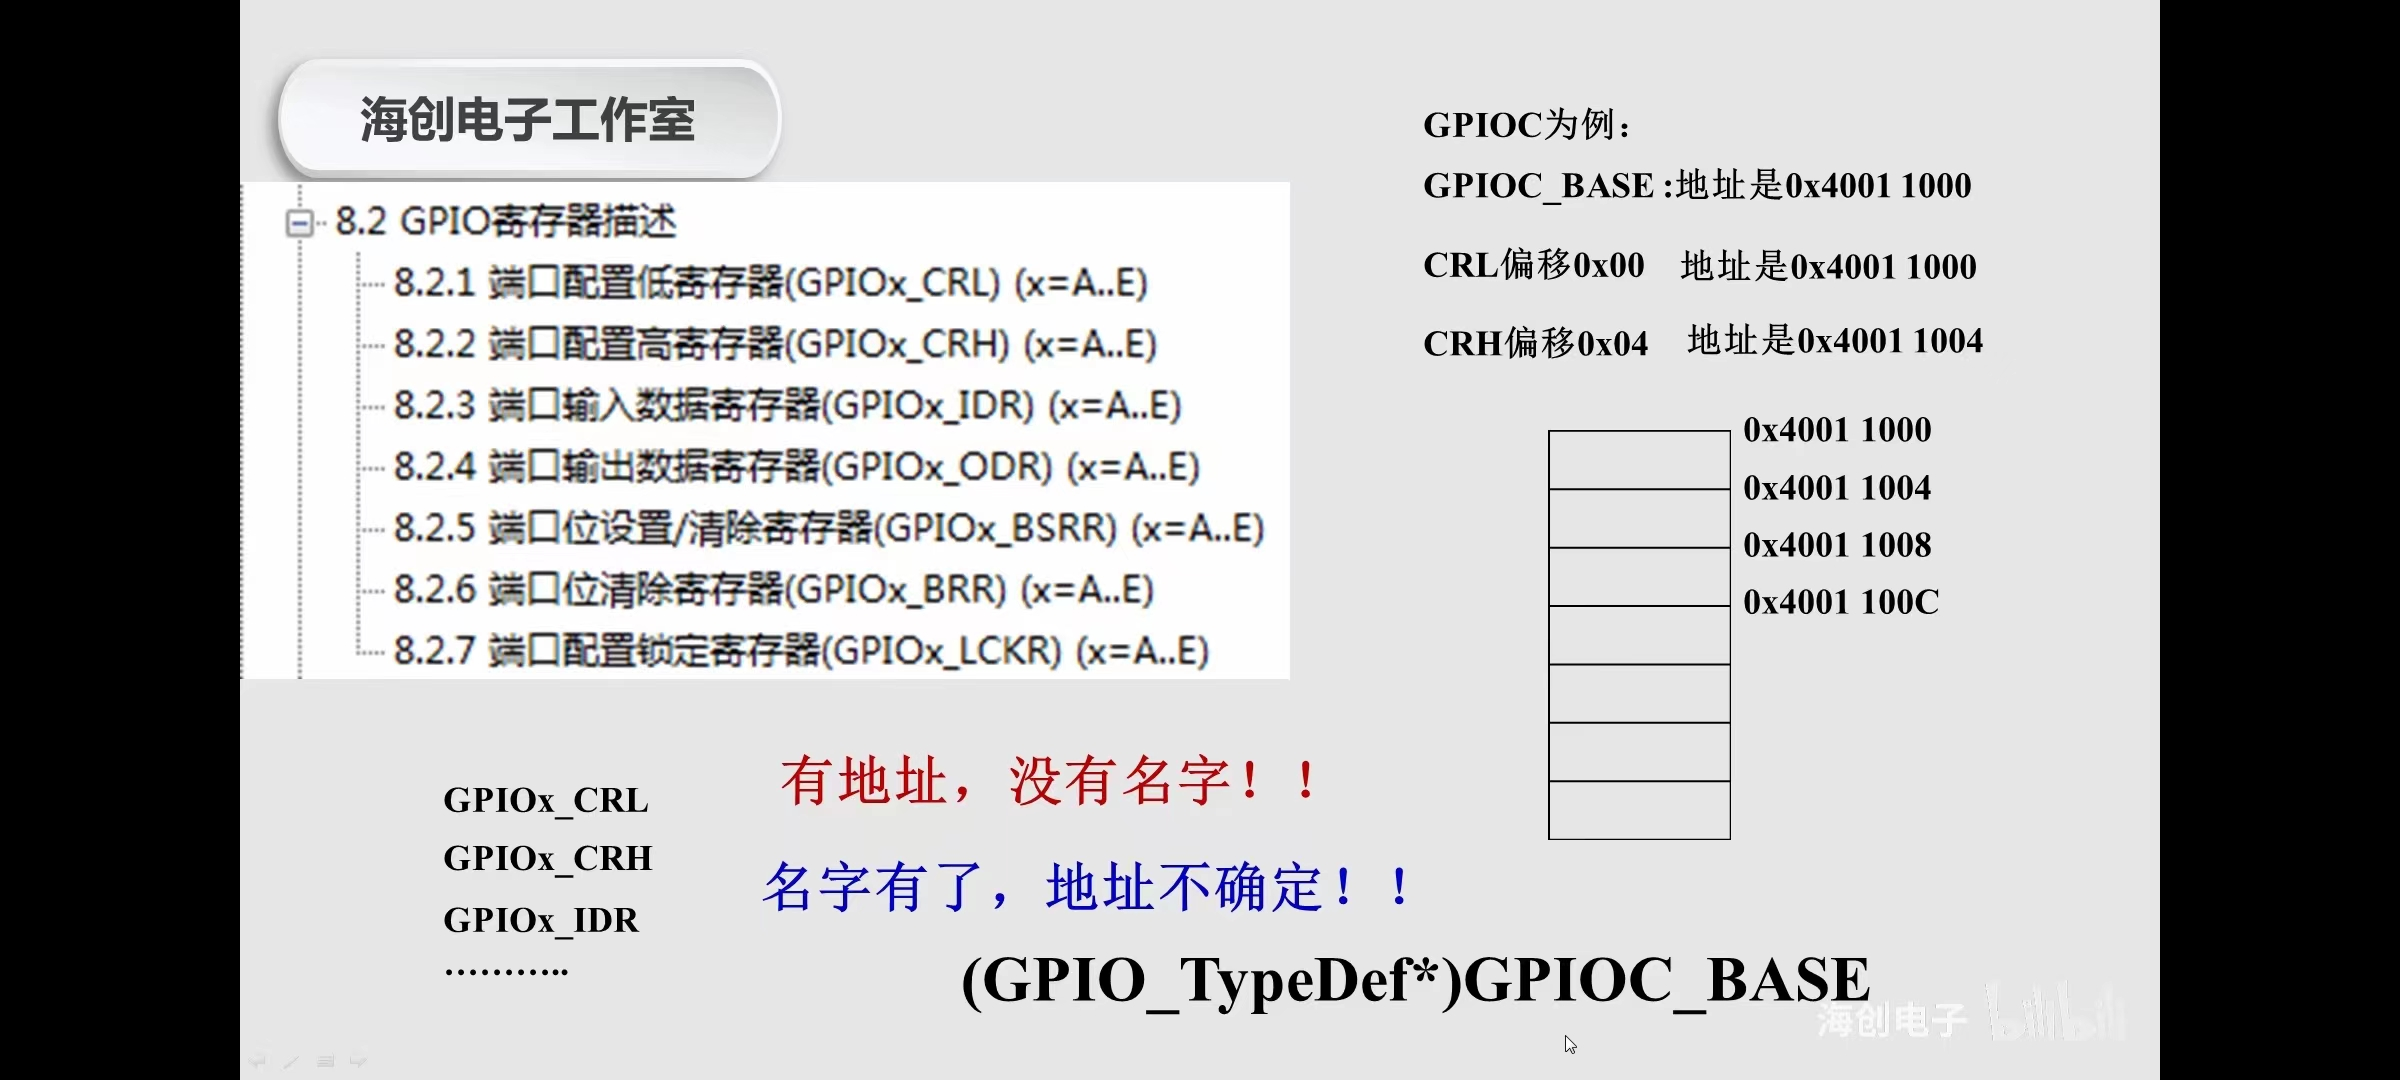 海创电子工作室
8.2 GPIO寄存器描述
8.2.1 端口配置低寄存器(GPIOx_CRL) (x=A..E)
8.2.2 端口配置高寄存器(GPIOx_CRH) (x=A..E)
8.2.3 端口输入数据寄存器(GPIOx_IDR) (x=A..E)
8.2.4 端口输出数据寄存器(GPIOx_ODR) (x=A..E)
8.2.5 端口位设置/清除寄存器(GPIOx_BSRR) (x=A..E)
8.2.6 端口位清除寄存器(GPIOx_BRR) (x=A..E)
8.2.7 端口配置锁定寄存器(GPIOx_LCKR) (x=A..E)
GPIOC为例：
GPIOC_BASE :地址是0x4001 1000
CRL偏移0x00 地址是0x4001 1000
CRH偏移0x04 地址是0x4001 1004
0x4001 1000
0x4001 1004
0x4001 1008
0x4001 100C
GPIOx_CRL
GPIOx_CRH
GPIOx_IDR
………..
有地址，没有名字！！
名字有了，地址不确定！！
(GPIO_TypeDef*)GPIOC_BASE
海创电子 bilibili